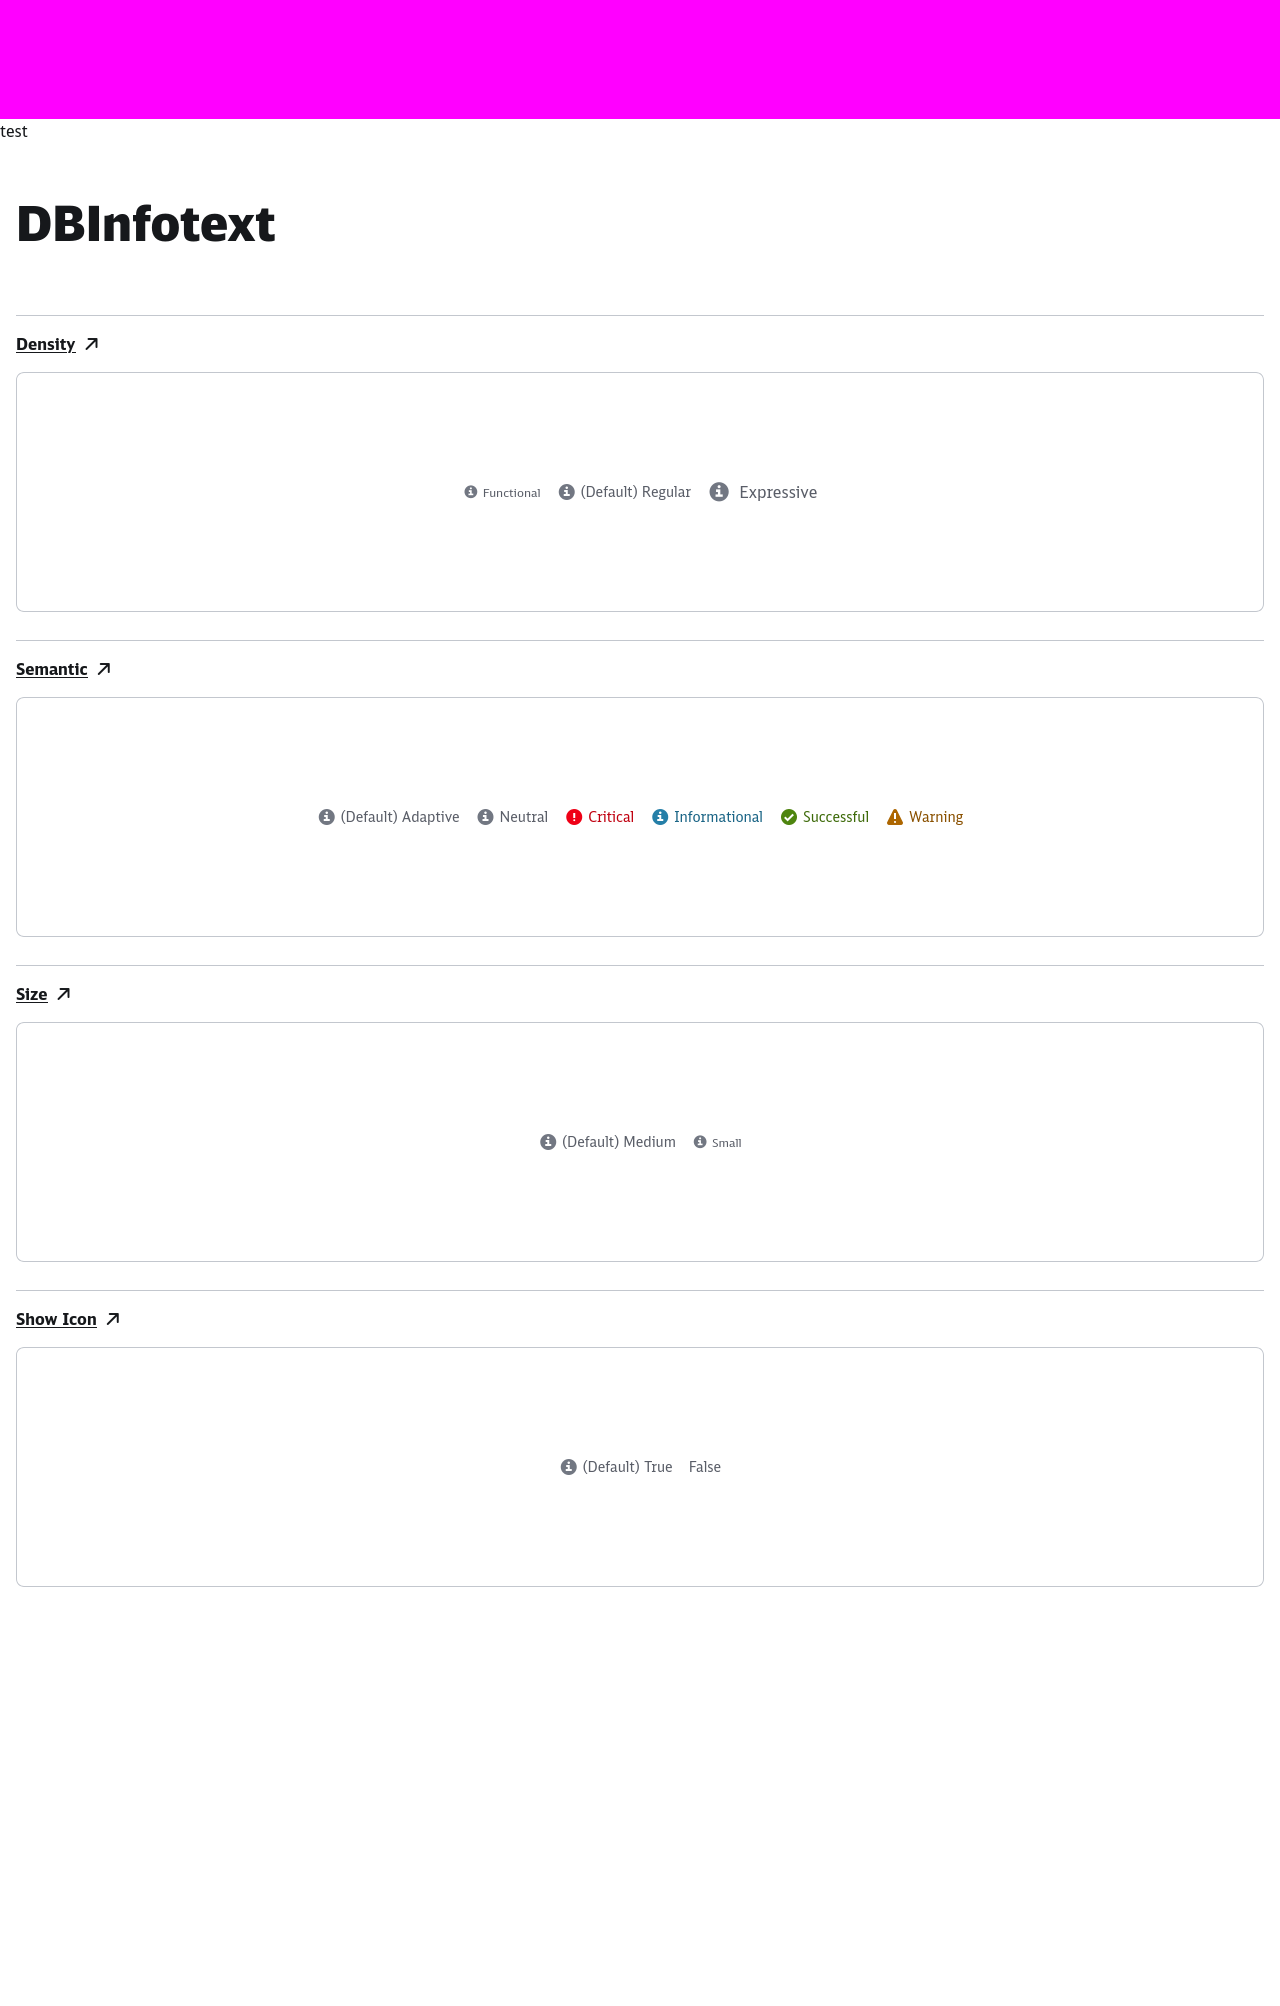 test
DBInfotext
Density
Functional (Default) Regular Expressive
Semantic
(Default) Adaptive Neutral Critical Informational Successful Warning
Size
(Default) Medium Small
Show Icon
(Default) True False